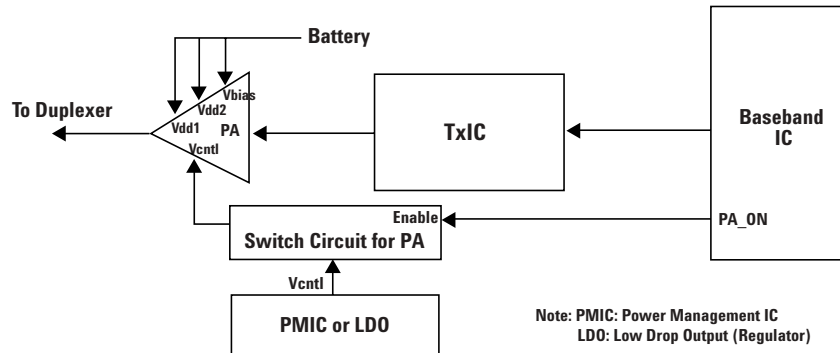 Battery
To Duplexer
Vbias
Vdd2
Vdd1
PA
Vcntl
TxIC
Baseband
IC
PA_ON
Enable
Switch Circuit for PA
Vcntl
PMIC or LDO
Note: PMIC: Power Management IC
LDO: Low Drop Output (Regulator)